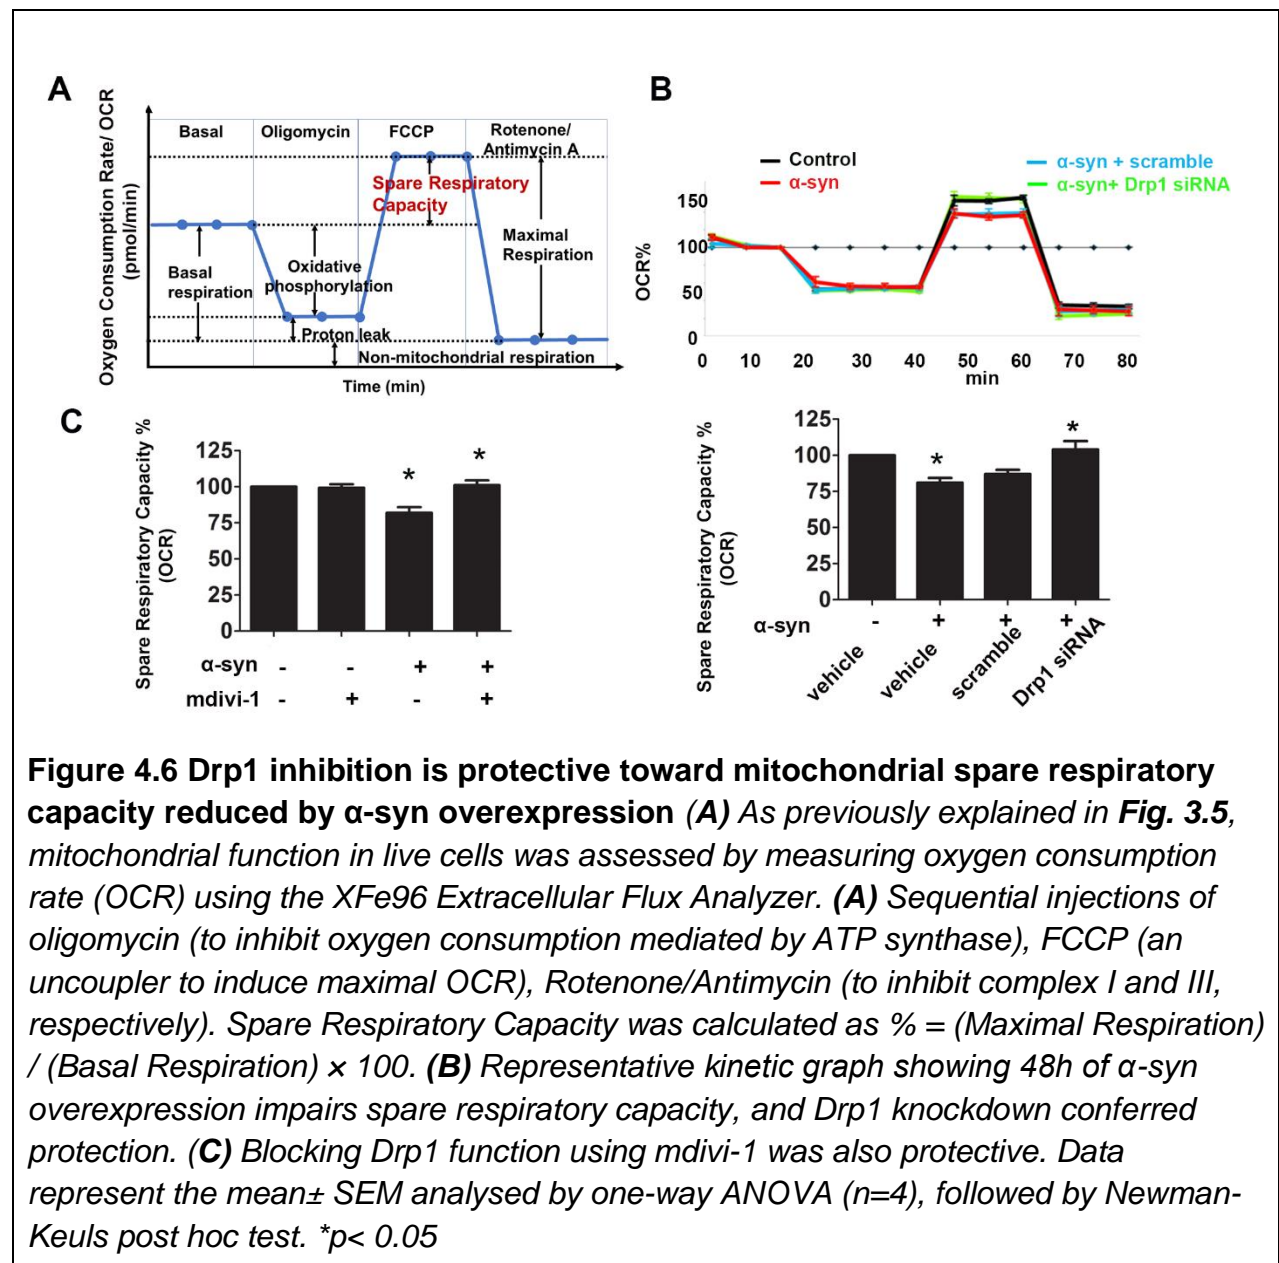 A
Oxygen Consumption Rate/ OCR
(pmol/min)
Basal
Oligomycin
FCCP
Rotenone/
Antimycin A
Spare Respiratory
Capacity
Basal
respiration
Oxidative
phosphorylation
Maximal
Respiration
Proton leak
Non-mitochondrial respiration
Time (min)
B
Control
α-syn
α-syn + scramble
α-syn+ Drp1 siRNA
OCR%
150
100
50
0
0 10 20 30 40 50 60 70 80
min
C
Spare Respiratory Capacity %
(OCR)
125
100
75
50
25
0
* *
α-syn - - + +
mdivi-1 - + - +
Spare Respiratory Capacity %
(OCR)
125
100
75
50
25
0
* *
α-syn - + + +
vehicle vehicle scramble Drp1 siRNA
Figure 4.6 Drp1 inhibition is protective toward mitochondrial spare respiratory
capacity reduced by α-syn overexpression (A) As previously explained in Fig. 3.5,
mitochondrial function in live cells was assessed by measuring oxygen consumption
rate (OCR) using the XFe96 Extracellular Flux Analyzer. (A) Sequential injections of
oligomycin (to inhibit oxygen consumption mediated by ATP synthase), FCCP (an
uncoupler to induce maximal OCR), Rotenone/Antimycin (to inhibit complex I and III,
respectively). Spare Respiratory Capacity was calculated as % = (Maximal Respiration)
/ (Basal Respiration) × 100. (B) Representative kinetic graph showing 48h of α-syn
overexpression impairs spare respiratory capacity, and Drp1 knockdown conferred
protection. (C) Blocking Drp1 function using mdivi-1 was also protective. Data
represent the mean± SEM analysed by one-way ANOVA (n=4), followed by Newman-
Keuls post hoc test. *p< 0.05